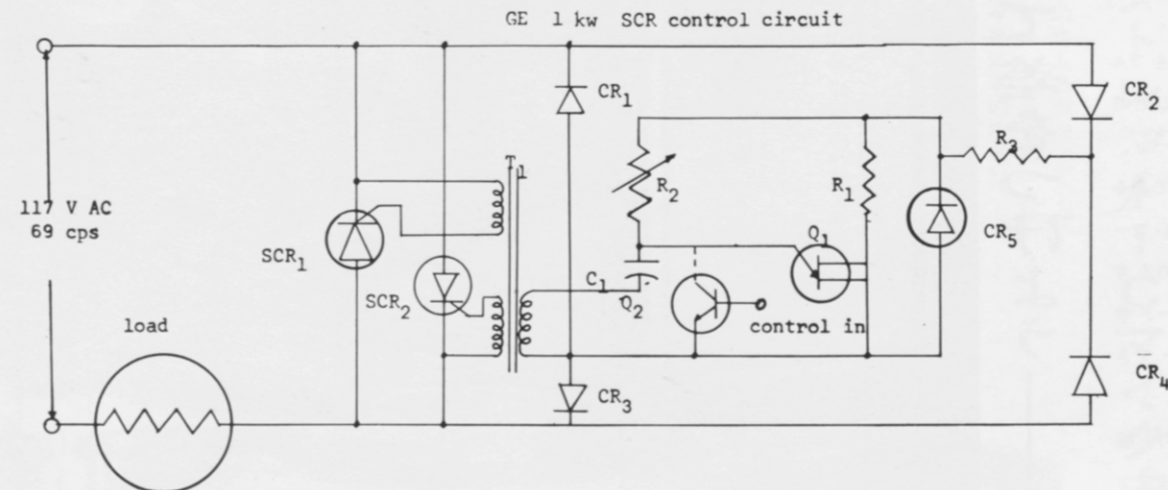 GE 1 kw SCR control circuit
CR1
CR2
R3
T1
R2
R1
117 V AC
69 cps
Q1
CR5
SCR1
SCR2
C1
Q2
control in
load
CR3
CR4